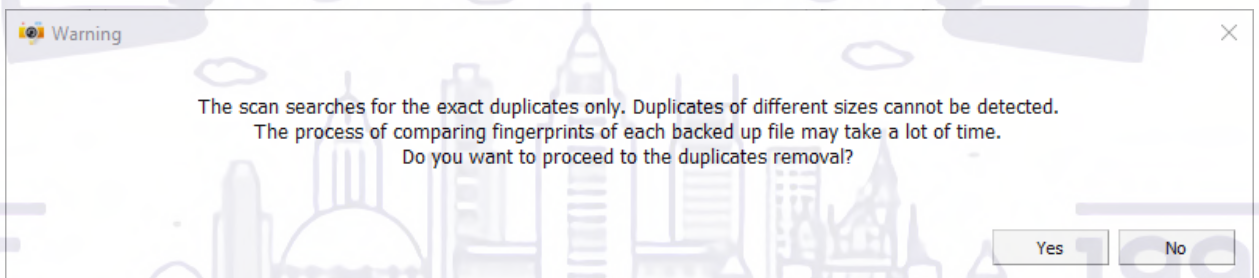 Warning
The scan searches for the exact duplicates only. Duplicates of different sizes cannot be detected.
The process of comparing fingerprints of each backed up file may take a lot of time.
Do you want to proceed to the duplicates removal?
Yes
No
100